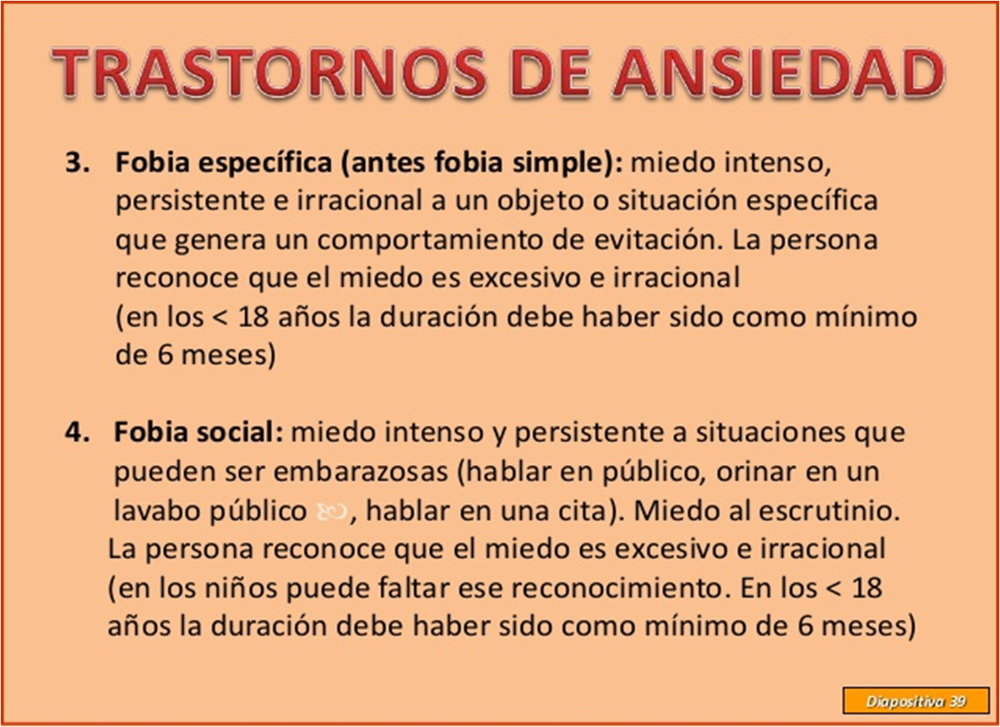 TRASTORNOS DE ANSIEDAD
3. Fobia específica (antes fobia simple): miedo intenso,
persistente e irracional a un objeto o situación específica
que genera un comportamiento de evitación. La persona
reconoce que el miedo es excesivo e irracional
(en los < 18 años la duración debe haber sido como mínimo
de 6 meses)
4. Fobia social: miedo intenso y persistente a situaciones que
pueden ser embarazosas (hablar en público, orinar en un
lavabo público , hablar en una cita). Miedo al escrutinio.
La persona reconoce que el miedo es excesivo e irracional
(en los niños puede faltar ese reconocimiento. En los < 18
años la duración debe haber sido como mínimo de 6 meses)
Diapositiva 39